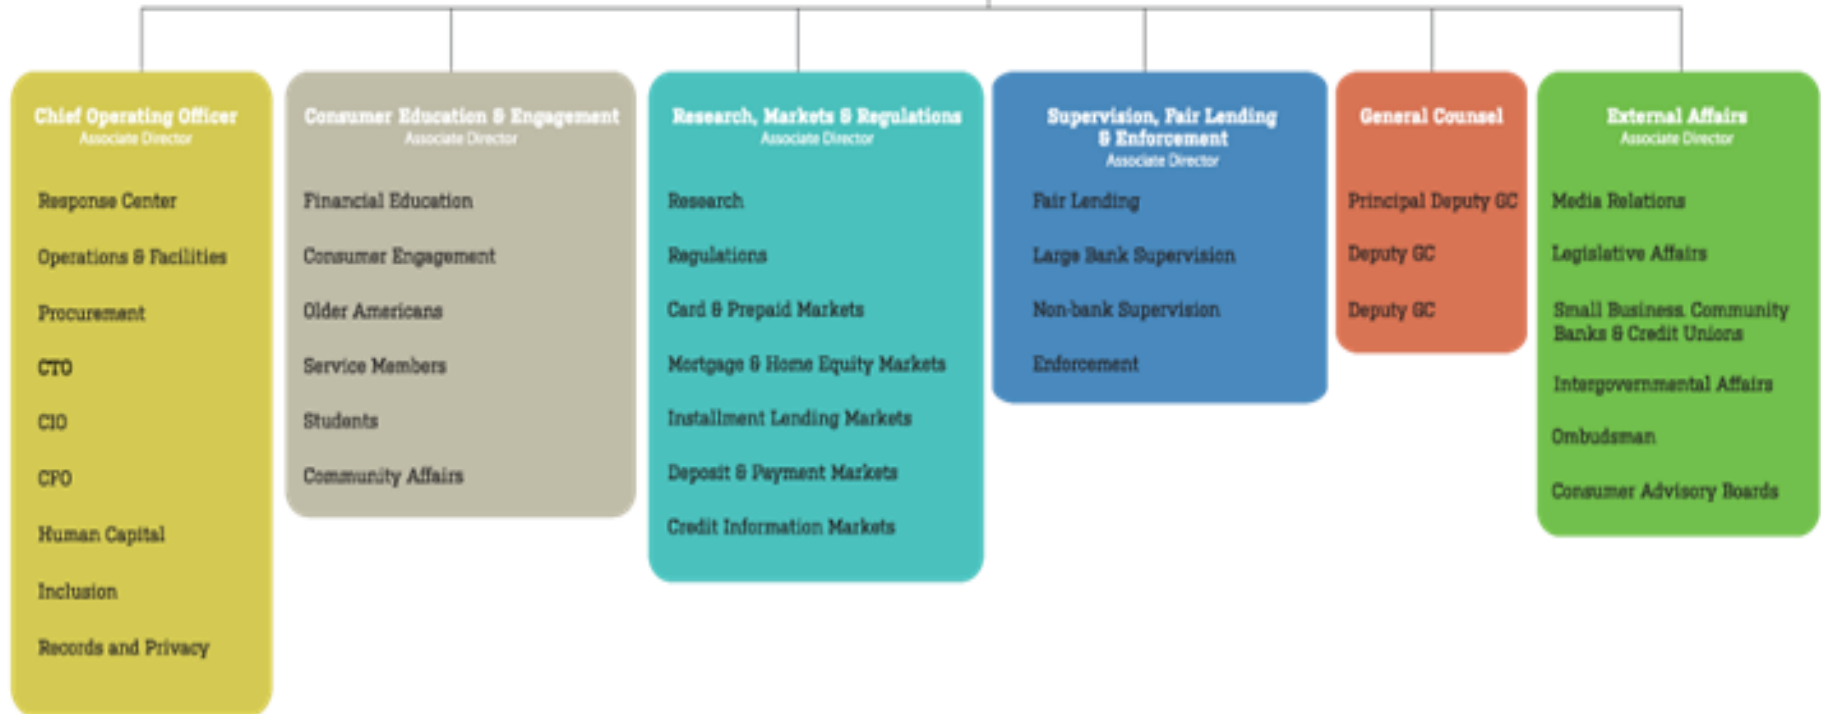 Chief Operating Officer
Associate Director
Response Center
Operations & Facilities
Procurement
CTO
CIO
CFO
Human Capital
Inclusion
Records and Privacy
Consumer Education & Engagement
Associate Director
Financial Education
Consumer Engagement
Older Americans
Service Members
Students
Community Affairs
Research, Markets & Regulations
Associate Director
Research
Regulations
Card & Prepaid Markets
Mortgage & Home Equity Markets
Installment Lending Markets
Deposit & Payment Markets
Credit Information Markets
Supervision, Fair Lending
& Enforcement
Associate Director
Fair Lending
Large Bank Supervision
Non-bank Supervision
Enforcement
General Counsel
Principal Deputy GC
Deputy GC
Deputy GC
External Affairs
Associate Director
Media Relations
Legislative Affairs
Small Business, Community
Banks & Credit Unions
Intergovernmental Affairs
Ombudsman
Consumer Advisory Boards